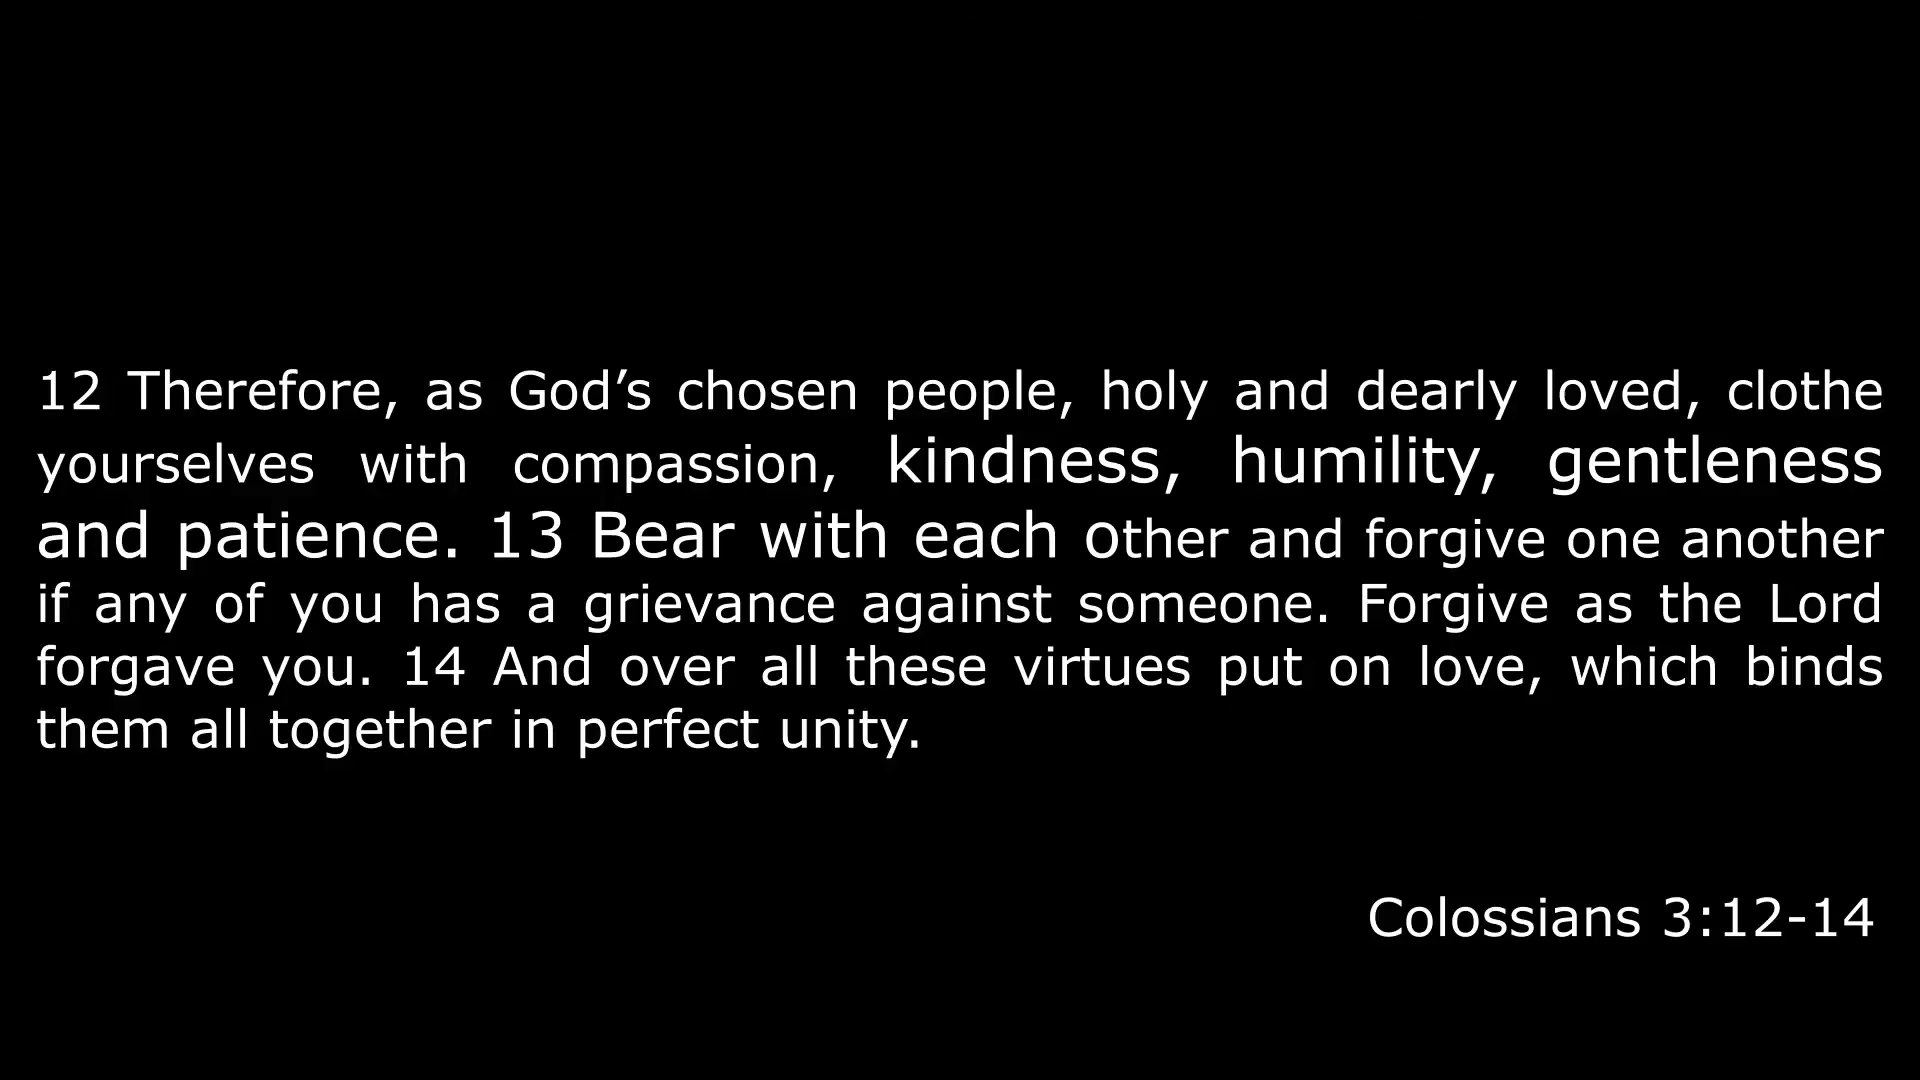 12 Therefore, as God’s chosen people, holy and dearly loved, clothe
yourselves with compassion, kindness, humility, gentleness
and patience. 13 Bear with each other and forgive one another
if any of you has a grievance against someone. Forgive as the Lord
forgave you. 14 And over all these virtues put on love, which binds
them all together in perfect unity.
Colossians 3:12-14